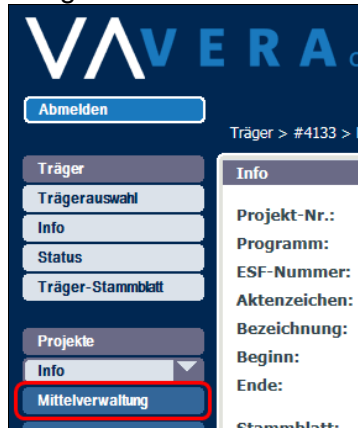 VAVERA
Abmelden
Träger > #4133 >
Träger
Trägerauswahl
Info
Status
Träger-Stammblatt
Projekte
Info
Mittelverwaltung
Info
Projekt-Nr.:
Programm:
ESF-Nummer:
Aktenzeichen:
Bezeichnung:
Beginn:
Ende:
Stammblatt: